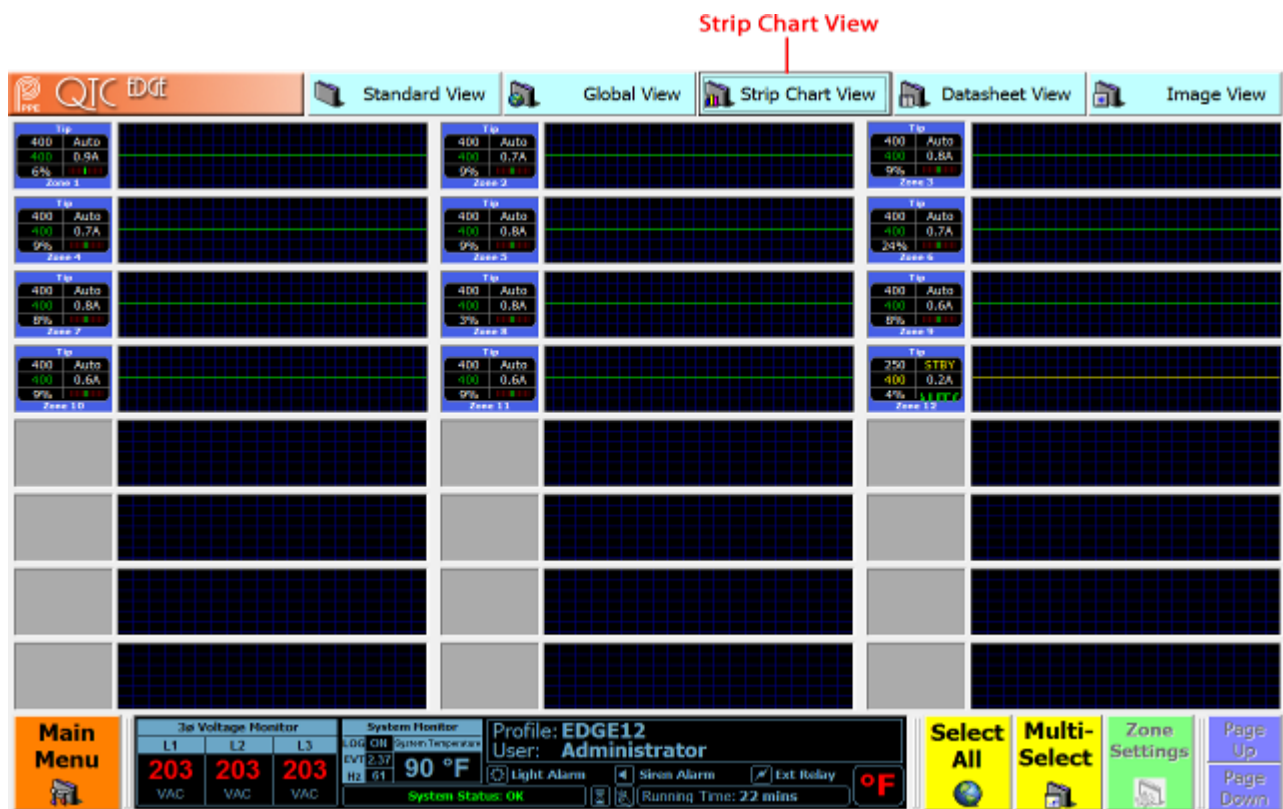 Strip Chart View
PPE QTC EDGE
Standard View
Global View
Strip Chart View
Datasheet View
Image View
Tip
400 Auto
400 0.9A
6%
Zone 1
Tip
400 Auto
400 0.7A
9%
Zone 2
Tip
400 Auto
400 0.8A
9%
Zone 3
Tip
400 Auto
400 0.7A
9%
Zone 4
Tip
400 Auto
400 0.8A
9%
Zone 5
Tip
400 Auto
400 0.7A
24%
Zone 6
Tip
400 Auto
400 0.8A
8%
Zone 7
Tip
400 Auto
400 0.8A
3%
Zone 8
Tip
400 Auto
400 0.6A
8%
Zone 9
Tip
400 Auto
400 0.6A
9%
Zone 10
Tip
400 Auto
400 0.6A
9%
Zone 11
Tip
250 STBY
400 0.2A
4%
Zone 12
Main
Menu
3ø Voltage Monitor
L1 L2 L3
203 203 203
VAC VAC VAC
System Monitor
LOG ON System Temperature
EVT 2.37
Hz 61
90 °F
System Status: OK
Profile: EDGE12
User: Administrator
Light Alarm
Siren Alarm
Ext Relay
Running Time: 22 mins
°F
Select
All
Multi-
Select
Zone
Settings
Page
Up
Page
Down